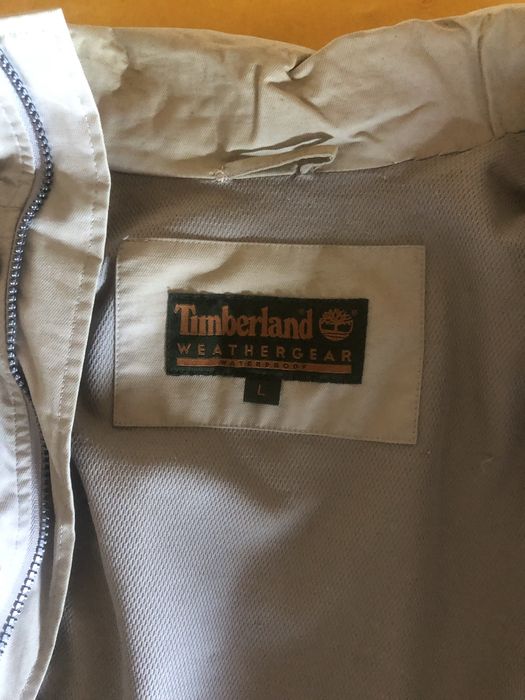 Timberland ®
WEATHERGEAR
WATERPROOF
L